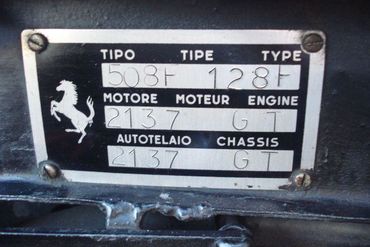 TIPO TIPE TYPE
508F 128F
MOTORE MOTEUR ENGINE
2137 GT
AUTOTELAIO CHASSIS
2137 GT